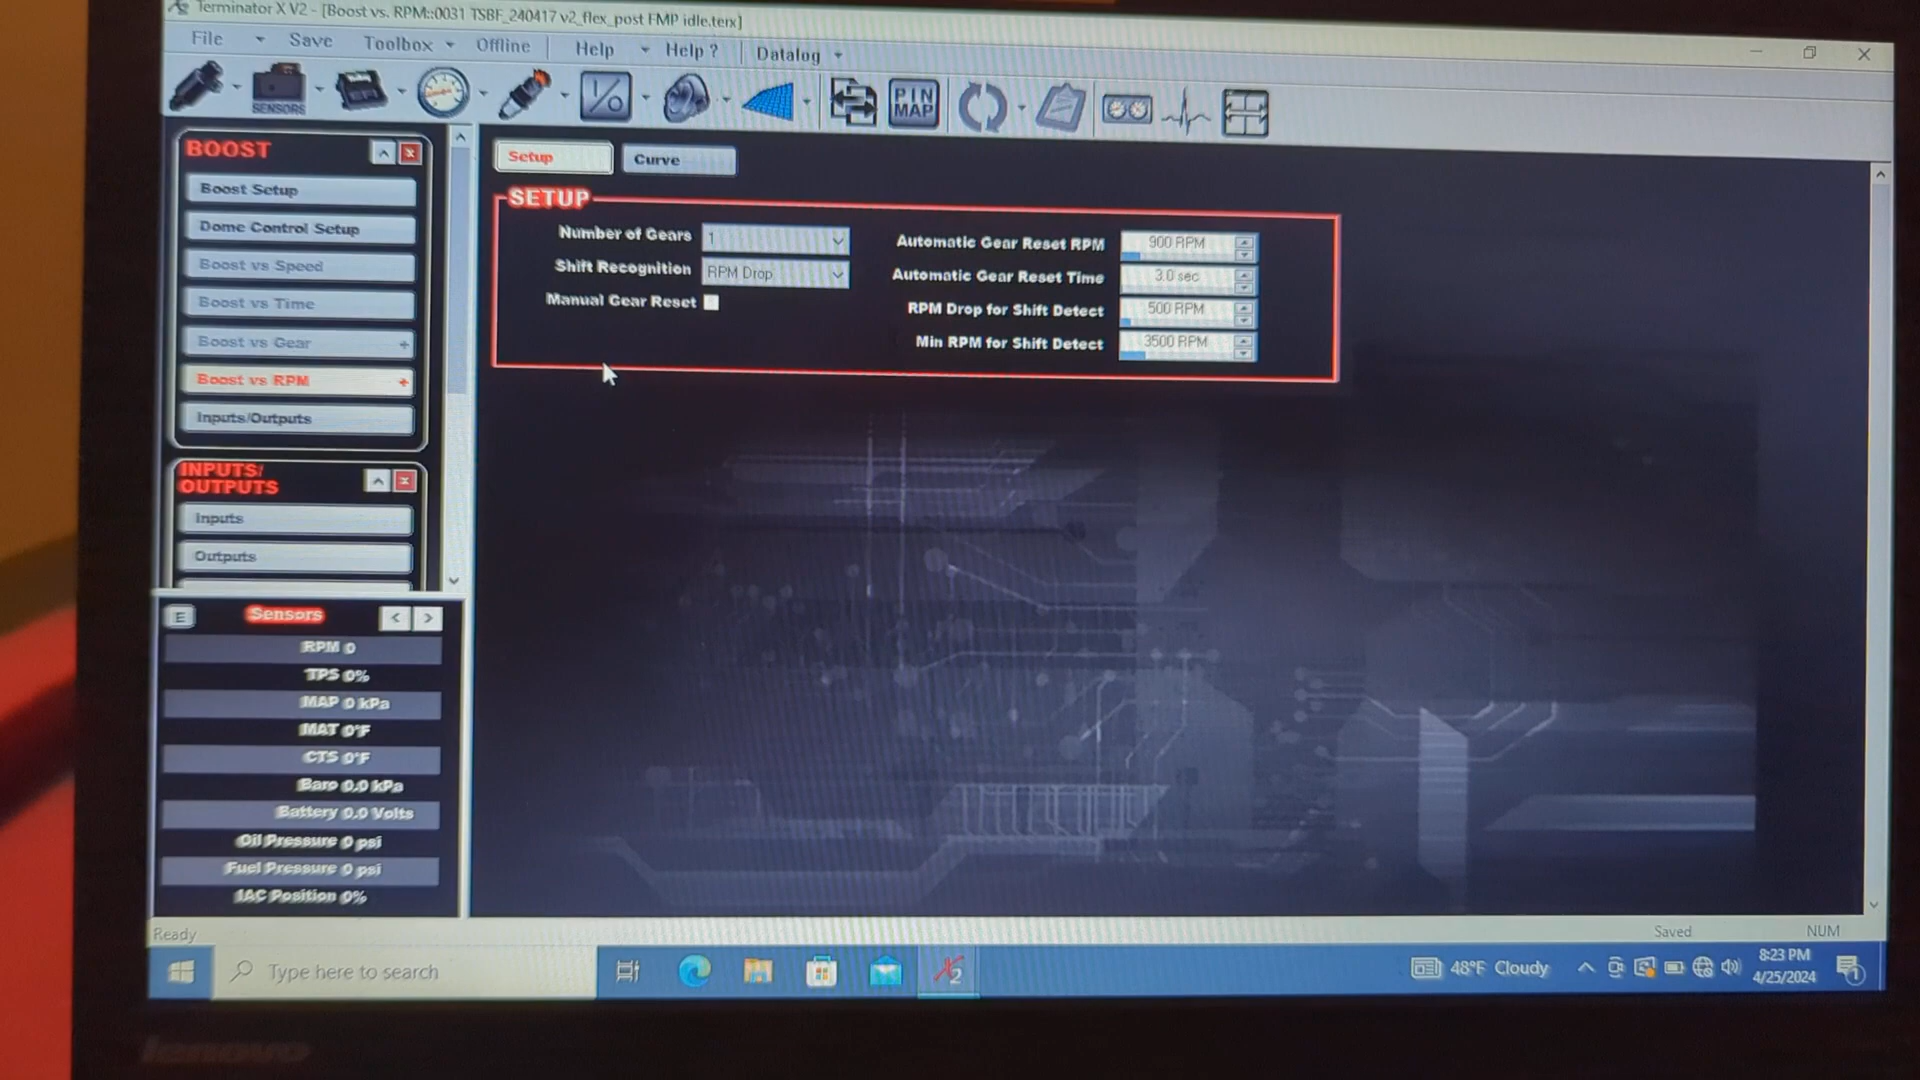 Terminator X V2 - [Boost vs. RPM::0031 TSBF_240417 v2_flex_post FMP idle.terx]
File Save Toolbox Offline Help Help ? Datalog
SENSORS EFI I/O PIN MAP
BOOST
Boost Setup
Dome Control Setup
Boost vs Speed
Boost vs Time
Boost vs Gear +
Boost vs RPM +
Inputs/Outputs
INPUTS/
OUTPUTS
Inputs
Outputs
E Sensors < >
RPM 0
TPS 0%
MAP 0 kPa
MAT 0°F
CTS 0°F
Baro 0.0 kPa
Battery 0.0 Volts
Oil Pressure 0 psi
Fuel Pressure 0 psi
IAC Position 0%
Setup Curve
SETUP
Number of Gears 1
Shift Recognition RPM Drop
Manual Gear Reset
Automatic Gear Reset RPM 900 RPM
Automatic Gear Reset Time 3.0 sec
RPM Drop for Shift Detect 500 RPM
Min RPM for Shift Detect 3500 RPM
Ready Saved NUM
Type here to search
48°F Cloudy
8:23 PM
4/25/2024
1
lenovo